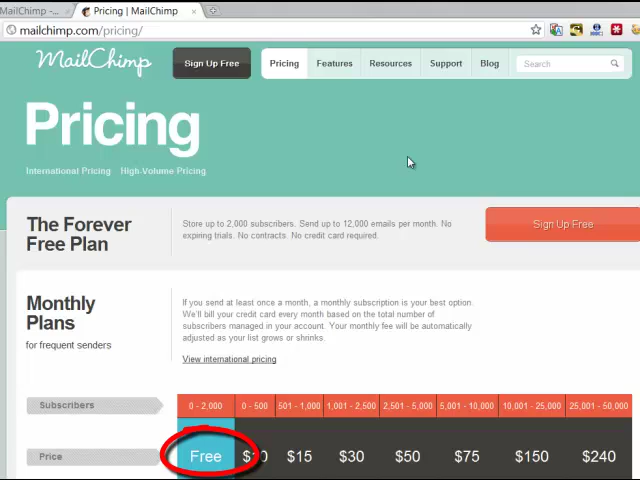 MailChimp - ...
Pricing | MailChimp
mailchimp.com/pricing/
MailChimp
Sign Up Free
Pricing
Features
Resources
Support
Blog
Search
Pricing
International Pricing
High-Volume Pricing
The Forever
Free Plan
Store up to 2,000 subscribers. Send up to 12,000 emails per month. No
expiring trials. No contracts. No credit card required.
Sign Up Free
Monthly
Plans
for frequent senders
If you send at least once a month, a monthly subscription is your best option.
We'll bill your credit card every month based on the total number of
subscribers managed in your account. Your monthly fee will be automatically
adjusted as your list grows or shrinks.
View international pricing
Subscribers
0 - 2,000
0 - 500
501 - 1,000
1,001 - 2,500
2,501 - 5,000
5,001 - 10,000
10,001 - 25,000
25,001 - 50,000
Price
Free
$10
$15
$30
$50
$75
$150
$240